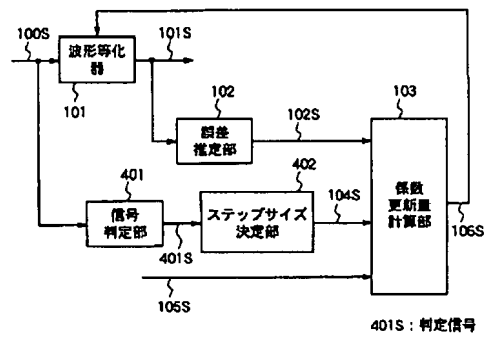 100S
波形等化
器
101S
101
102
102S
103
誤差
推定部
401
402
104S
信号
判定部
ステップサイズ
決定部
係数
更新量
計算部
401S
106S
105S
401S：判定信号